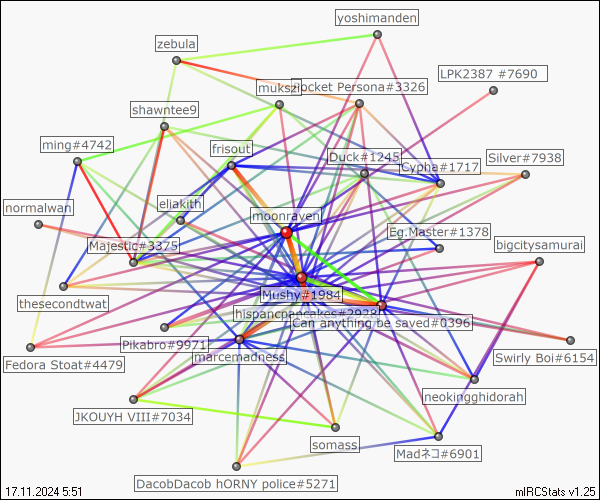 yoshimanden
zebula
LPK2387 #7690
muksz
Rocket Persona#3326
shawntee9
ming#4742
frisout
Duck#1245
Cypha#1717
Silver#7938
normalwan
eliakith
moonraven
Eg.Master#1378
Majestic#3375
bigcitysamurai
Mushy#1984
thesecondtwat
hispancpancakes#2928
Can anything be saved#0396
Pikabro#9971
marcemadness
Fedora Stoat#4479
Swirly Boi#6154
neokingghidorah
JKOUYH VIII#7034
somass
Madネコ#6901
DacobDacob hORNY police#5271
17.11.2024 5:51
mIRCStats v1.25